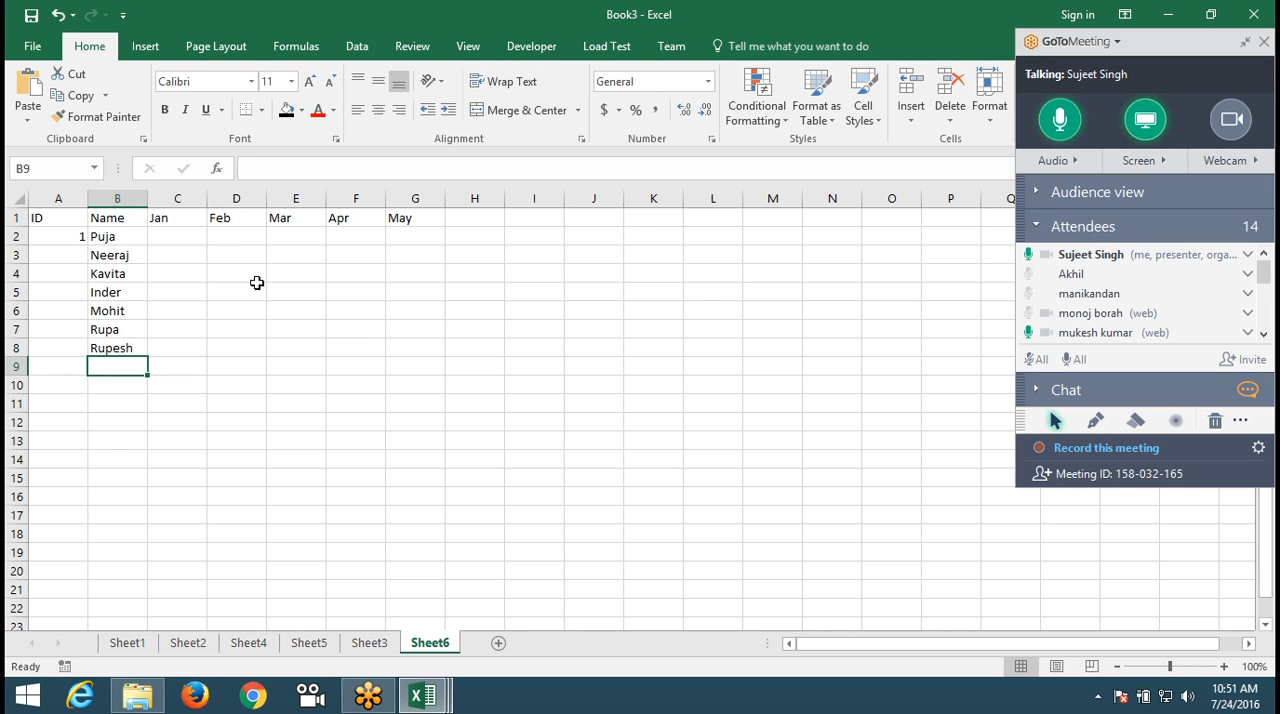 Book3 - Excel
Sign in
File Home Insert Page Layout Formulas Data Review View Developer Load Test Team Tell me what you want to do
Paste
Cut
Copy
Format Painter
Clipboard
Calibri 11
B I U A
Font
Wrap Text
Merge & Center
Alignment
General
$ % ,
Number
Conditional Formatting
Format as Table
Cell Styles
Styles
Insert Delete Format
Cells
B9 fx
A B C D E F G H I J K L M N O P Q
1 ID Name Jan Feb Mar Apr May
2 1 Puja
3 Neeraj
4 Kavita
5 Inder
6 Mohit
7 Rupa
8 Rupesh
9
10
11
12
13
14
15
16
17
18
19
20
21
22
23
Sheet1 Sheet2 Sheet4 Sheet5 Sheet3 Sheet6
Ready
100%
GoToMeeting
Talking: Sujeet Singh
Audio Screen Webcam
Audience view
Attendees 14
Sujeet Singh (me, presenter, orga...
Akhil
manikandan
monoj borah (web)
mukesh kumar (web)
All All Invite
Chat
Record this meeting
Meeting ID: 158-032-165
10:51 AM
7/24/2016